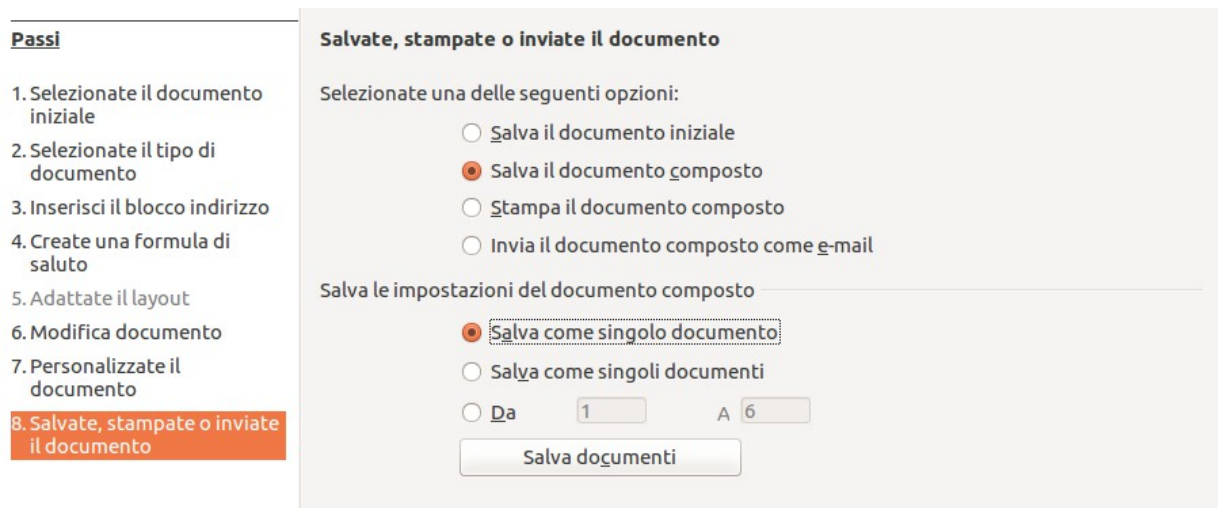 Passi
1. Selezionate il documento
iniziale
2. Selezionate il tipo di
documento
3. Inserisci il blocco indirizzo
4. Create una formula di
saluto
5. Adattate il layout
6. Modifica documento
7. Personalizzate il
documento
8. Salvate, stampate o inviate
il documento
Salvate, stampate o inviate il documento
Selezionate una delle seguenti opzioni:
Salva il documento iniziale
Salva il documento composto
Stampa il documento composto
Invia il documento composto come e-mail
Salva le impostazioni del documento composto
Salva come singolo documento
Salva come singoli documenti
Da 1 A 6
Salva documenti